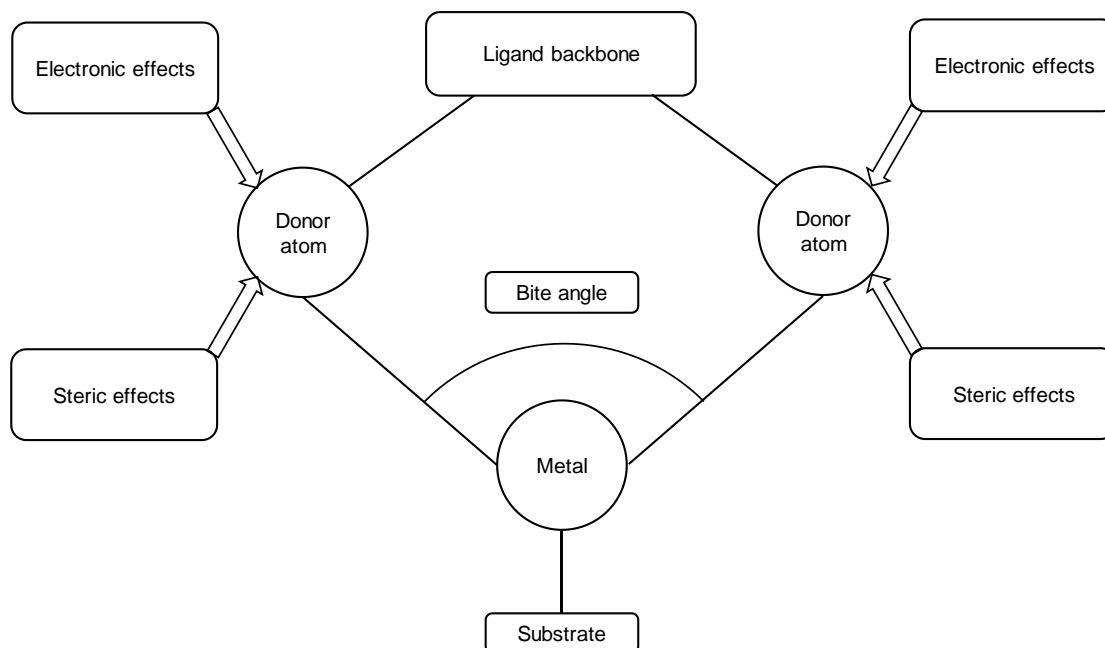 Electronic effects
Ligand backbone
Electronic effects
Donor
atom
Donor
atom
Bite angle
Steric effects
Steric effects
Metal
Substrate